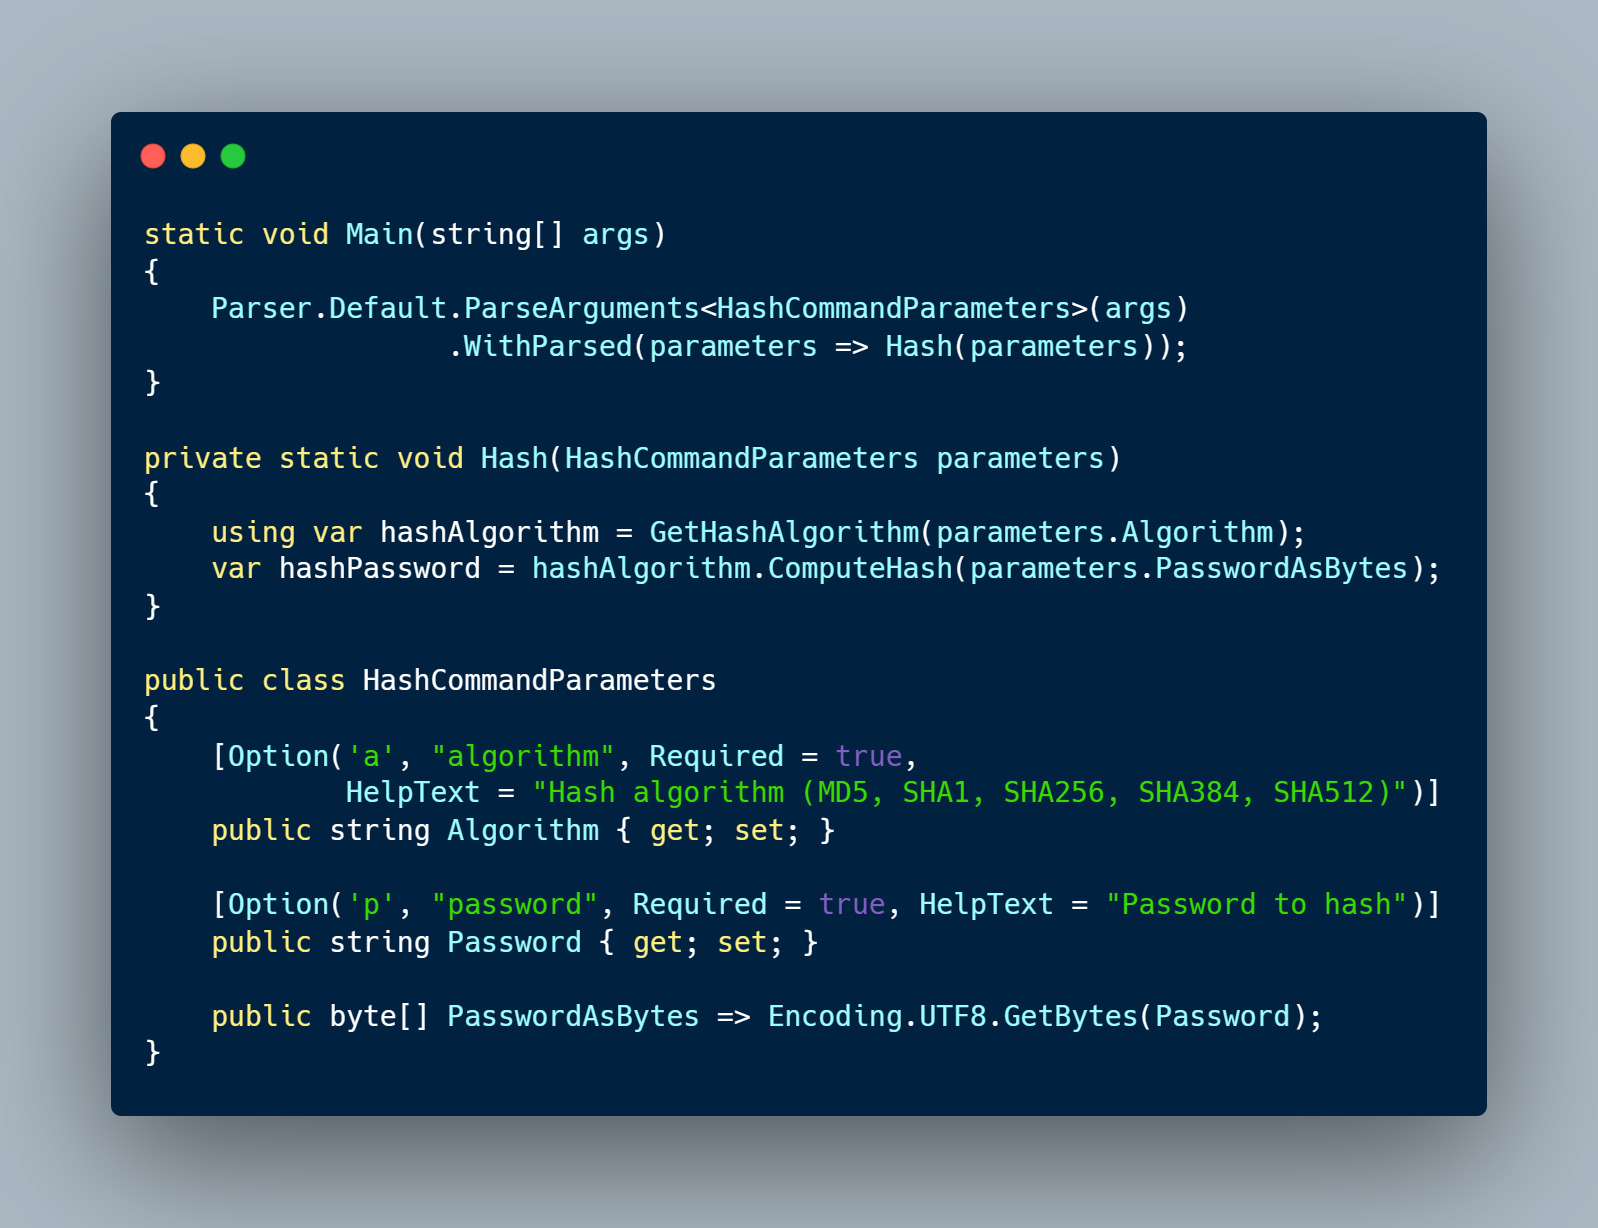 static void Main(string[] args)
{
    Parser.Default.ParseArguments<HashCommandParameters>(args)
                  .WithParsed(parameters => Hash(parameters));
}

private static void Hash(HashCommandParameters parameters)
{
    using var hashAlgorithm = GetHashAlgorithm(parameters.Algorithm);
    var hashPassword = hashAlgorithm.ComputeHash(parameters.PasswordAsBytes);
}

public class HashCommandParameters
{
    [Option('a', "algorithm", Required = true,
            HelpText = "Hash algorithm (MD5, SHA1, SHA256, SHA384, SHA512)")]
    public string Algorithm { get; set; }

    [Option('p', "password", Required = true, HelpText = "Password to hash")]
    public string Password { get; set; }

    public byte[] PasswordAsBytes => Encoding.UTF8.GetBytes(Password);
}